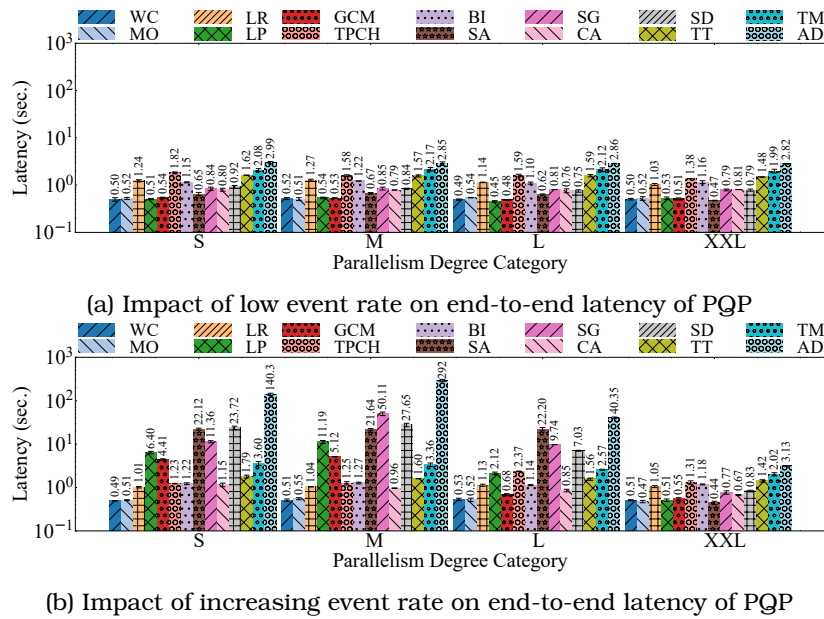 WC LR GCM BI SG SD TM
MO LP TPCH SA CA TT AD
Latency (sec.)
10³
10²
10¹
10⁰
10⁻¹
0.50 0.52 1.24 0.51 0.54 1.82 1.15 0.65 0.84 0.80 0.92 1.62 2.08 2.99
0.52 0.51 1.27 0.54 0.53 1.58 1.22 0.67 0.85 0.79 0.84 1.57 2.17 2.85
0.49 0.54 1.14 0.45 0.48 1.59 1.10 0.62 0.81 0.76 0.75 1.59 2.12 2.86
0.50 0.52 1.03 0.53 0.51 1.38 1.16 0.47 0.79 0.81 0.79 1.48 1.99 2.82
S M L XXL
Parallelism Degree Category
(a) Impact of low event rate on end-to-end latency of PQP
WC LR GCM BI SG SD TM
MO LP TPCH SA CA TT AD
Latency (sec.)
10³
10²
10¹
10⁰
10⁻¹
0.49 0.51 1.01 6.40 4.41 1.23 1.22 22.12 11.36 1.15 23.72 1.79 3.60 140.3
0.51 0.55 1.04 11.19 5.12 1.25 1.27 21.64 50.11 0.96 27.65 1.60 3.36 292
0.53 0.52 1.13 2.12 0.68 2.37 1.14 22.20 9.74 0.85 7.03 1.56 2.57 40.35
0.51 0.47 1.05 0.51 0.55 1.31 1.18 0.44 0.77 0.67 0.83 1.42 2.02 3.13
S M L XXL
Parallelism Degree Category
(b) Impact of increasing event rate on end-to-end latency of PQP